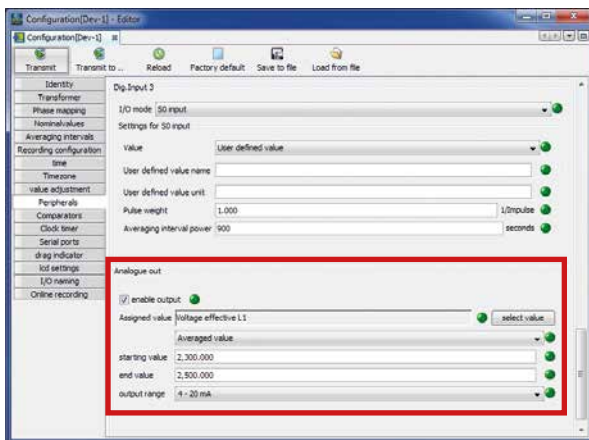 Configuration[Dev-1] - Editor
Configuration[Dev-1]
Transmit Transmit to ... Reload Factory default Save to file Load from file
Identity
Transformer
Phase mapping
Nominalvalues
Averaging intervals
Recording configuration
time
Timezone
value adjustment
Peripherals
Comparators
Clock timer
Serial ports
drag indicator
lcd settings
I/O naming
Online recording
Dig.Input 3
I/O mode S0 input
Settings for S0 input
Value User defined value
User defined value name
User defined value unit
Pulse weight 1.000 1/Impulse
Averaging interval power 900 seconds
Analogue out
enable output
Assigned value Voltage effective L1 select value
Averaged value
starting value 2,300.000
end value 2,500.000
output range 4 - 20 mA